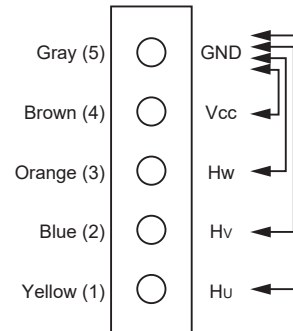 Gray (5) GND
Brown (4) Vcc
Orange (3) Hw
Blue (2) Hv
Yellow (1) HU